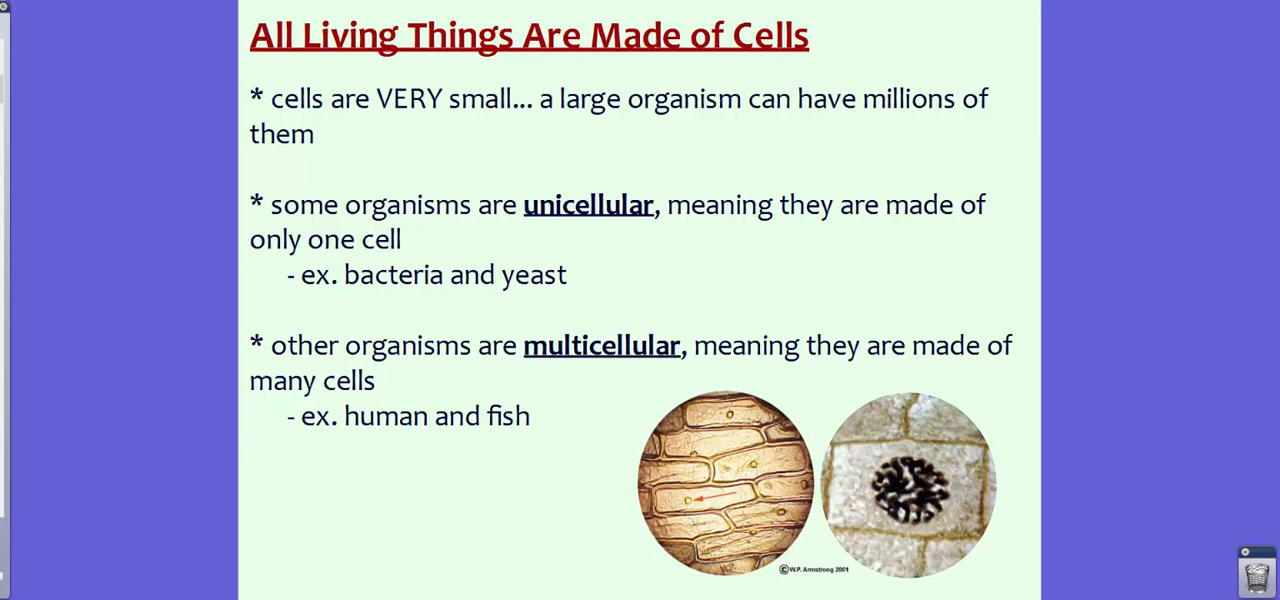 All Living Things Are Made of Cells
* cells are VERY small... a large organism can have millions of
them
* some organisms are unicellular, meaning they are made of
only one cell
- ex. bacteria and yeast
* other organisms are multicellular, meaning they are made of
many cells
- ex. human and fish
©W.P. Armstrong 2001